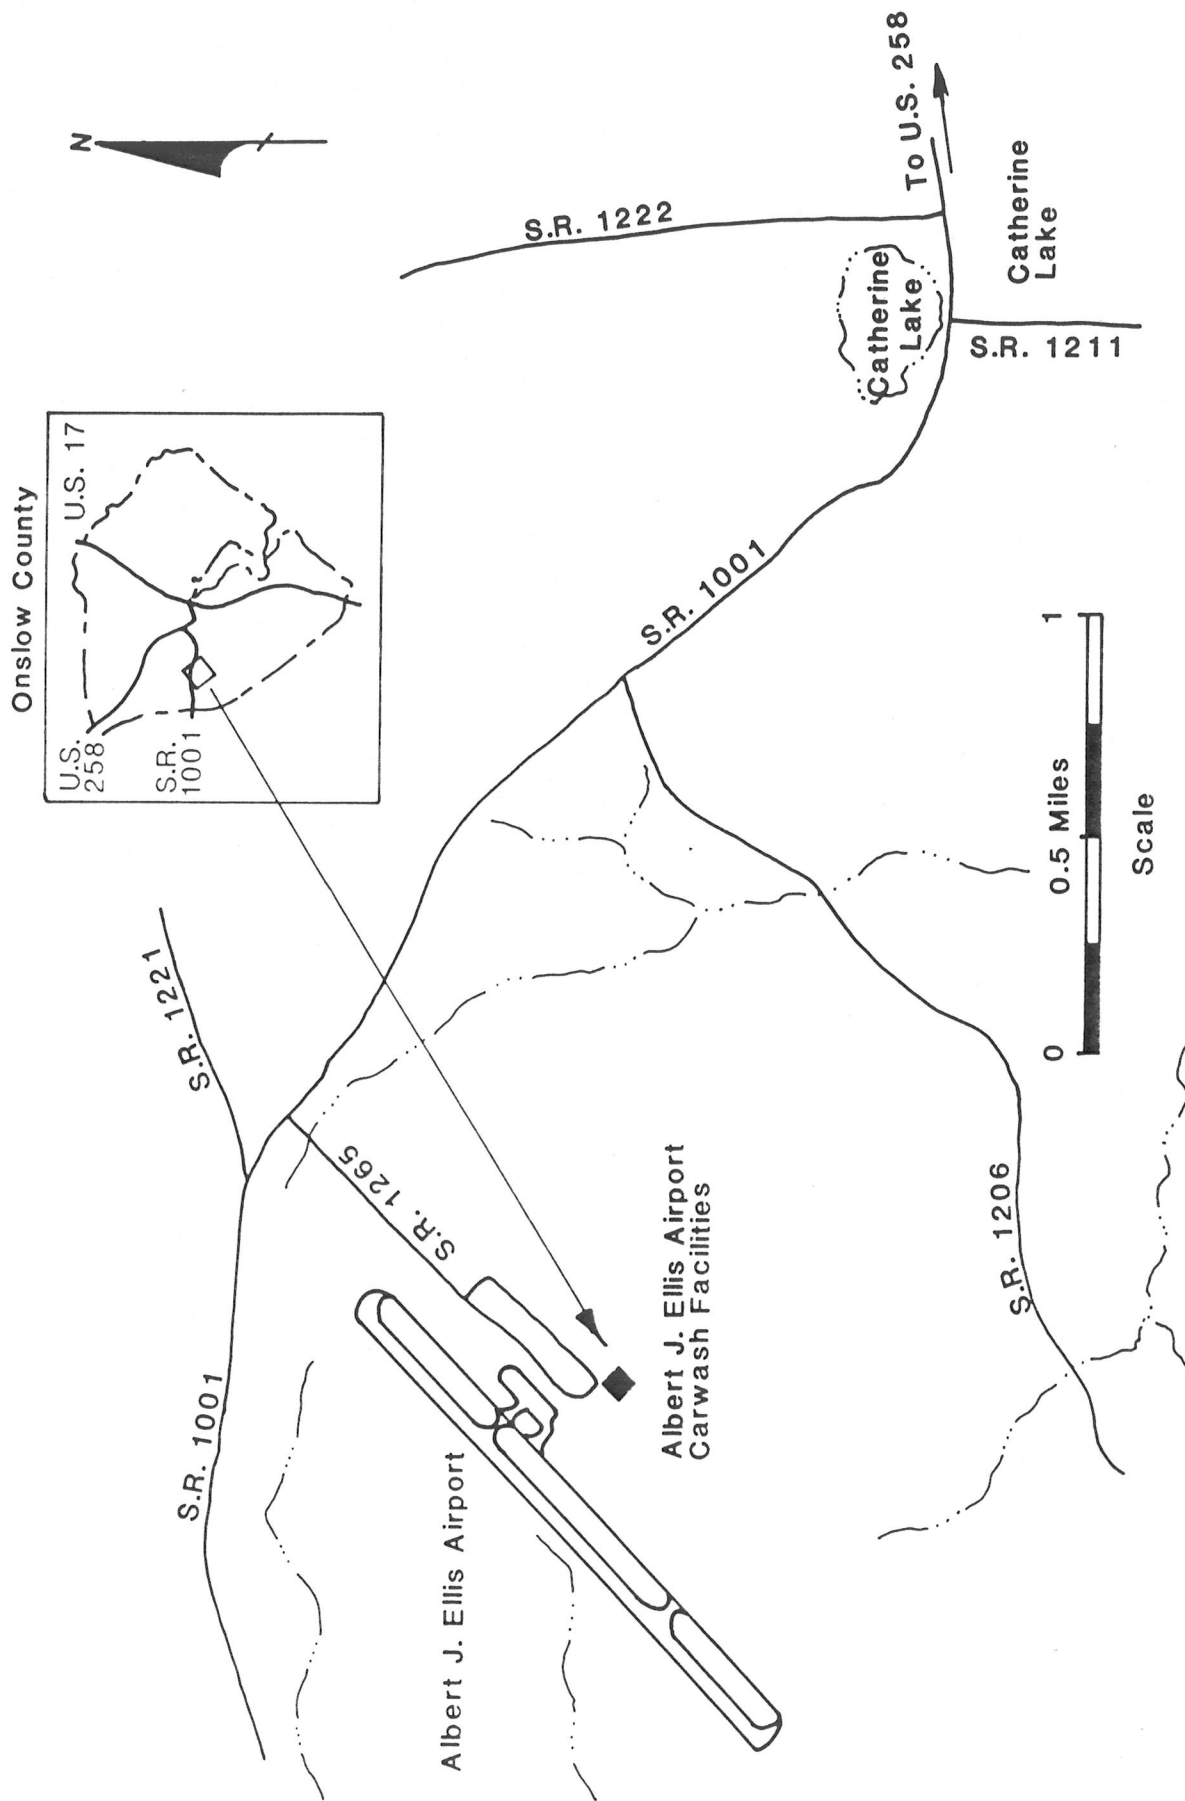 Onslow County
U.S. 17
U.S.
258
S.R.
1001
N
S.R. 1221
S.R. 1001
S.R. 1265
S.R. 1222
To U.S. 258
Catherine
Lake
Catherine
Lake
S.R. 1211
S.R. 1001
Albert J. Ellis Airport
Albert J. Ellis Airport
Carwash Facilities
S.R. 1206
0
0.5 Miles
1
Scale